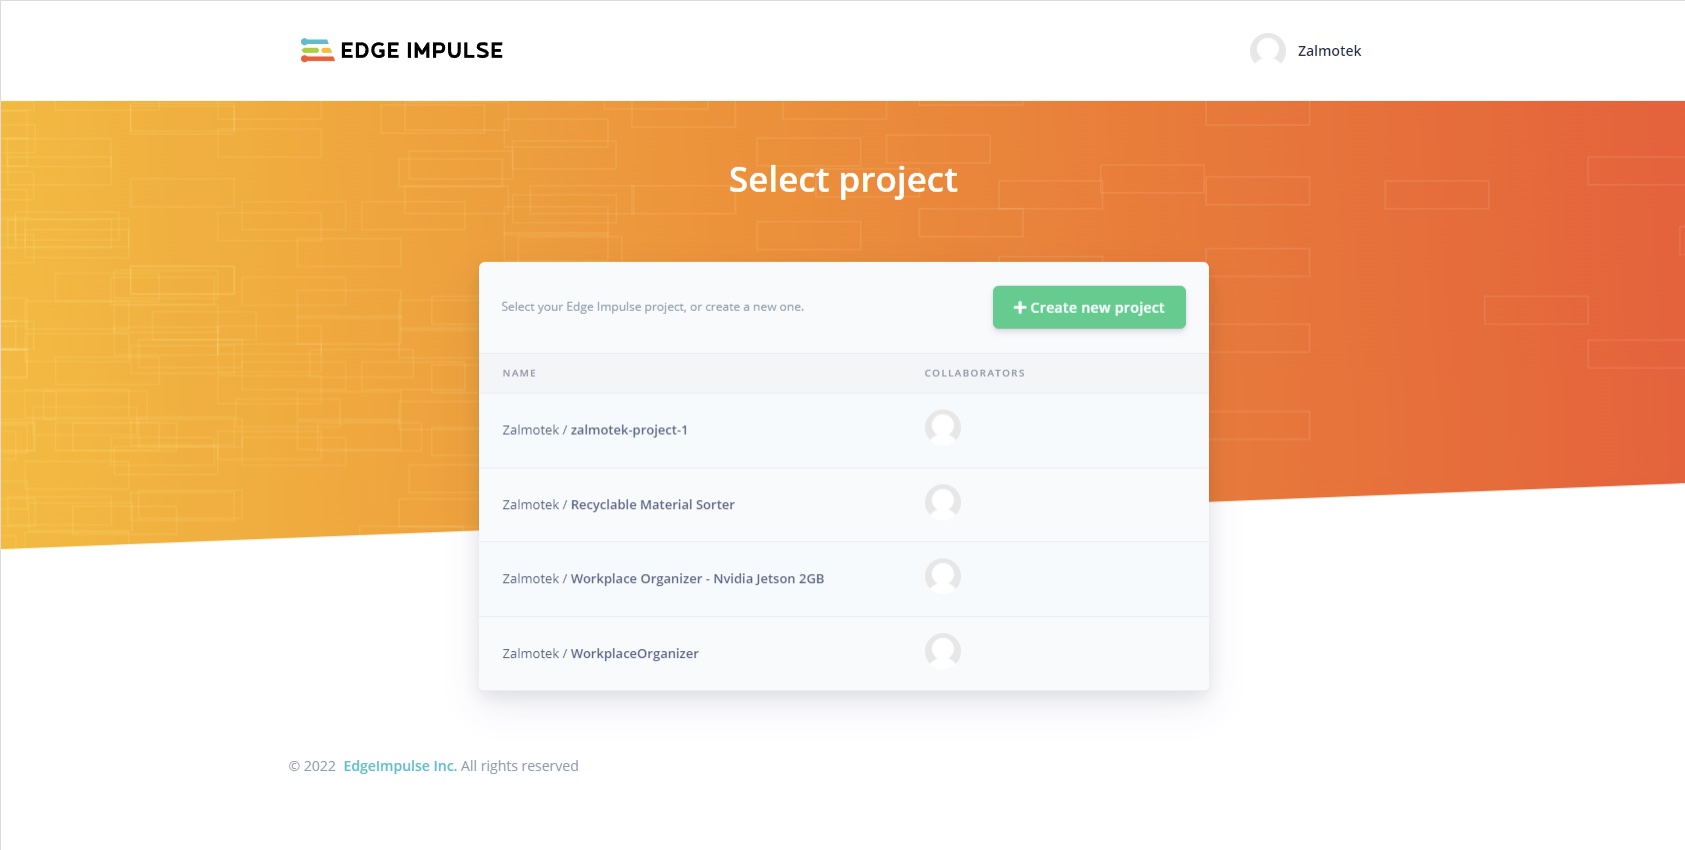 EDGE IMPULSE
Zalmotek
Select project
Select your Edge Impulse project, or create a new one.
+ Create new project
NAME COLLABORATORS
Zalmotek / zalmotek-project-1
Zalmotek / Recyclable Material Sorter
Zalmotek / Workplace Organizer - Nvidia Jetson 2GB
Zalmotek / WorkplaceOrganizer
© 2022 EdgeImpulse Inc. All rights reserved